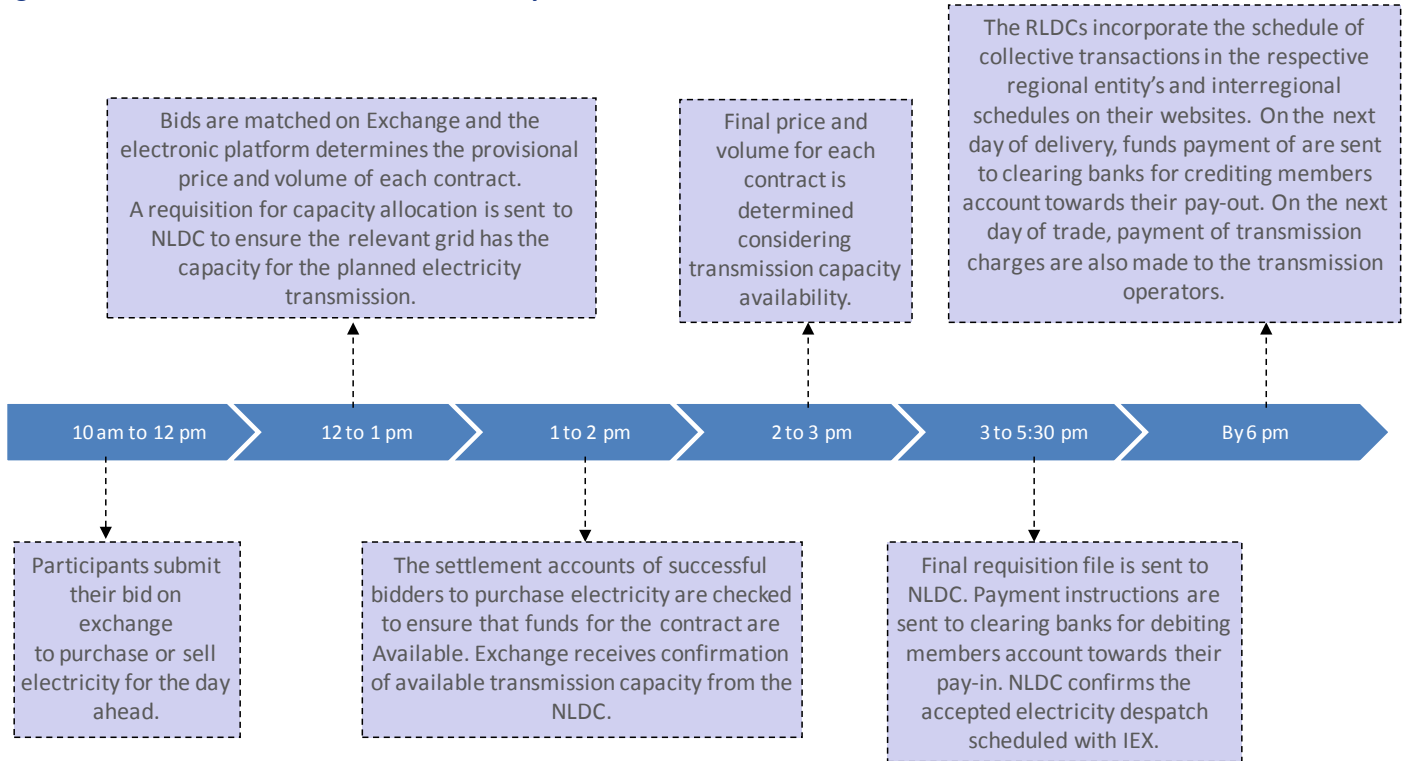 Bids are matched on Exchange and the
electronic platform determines the provisional
price and volume of each contract.
A requisition for capacity allocation is sent to
NLDC to ensure the relevant grid has the
capacity for the planned electricity
transmission.
Final price and
volume for each
contract is
determined
considering
transmission capacity
availability.
The RLDCs incorporate the schedule of
collective transactions in the respective
regional entity's and interregional
schedules on their websites. On the next
day of delivery, funds payment of are sent
to clearing banks for crediting members
account towards their pay-out. On the next
day of trade, payment of transmission
charges are also made to the transmission
operators.
10 am to 12 pm
12 to 1 pm
1 to 2 pm
2 to 3 pm
3 to 5:30 pm
By 6 pm
Participants submit
their bid on
exchange
to purchase or sell
electricity for the day
ahead.
The settlement accounts of successful
bidders to purchase electricity are checked
to ensure that funds for the contract are
Available. Exchange receives confirmation
of available transmission capacity from the
NLDC.
Final requisition file is sent to
NLDC. Payment instructions are
sent to clearing banks for debiting
members account towards their
pay-in. NLDC confirms the
accepted electricity despatch
scheduled with IEX.